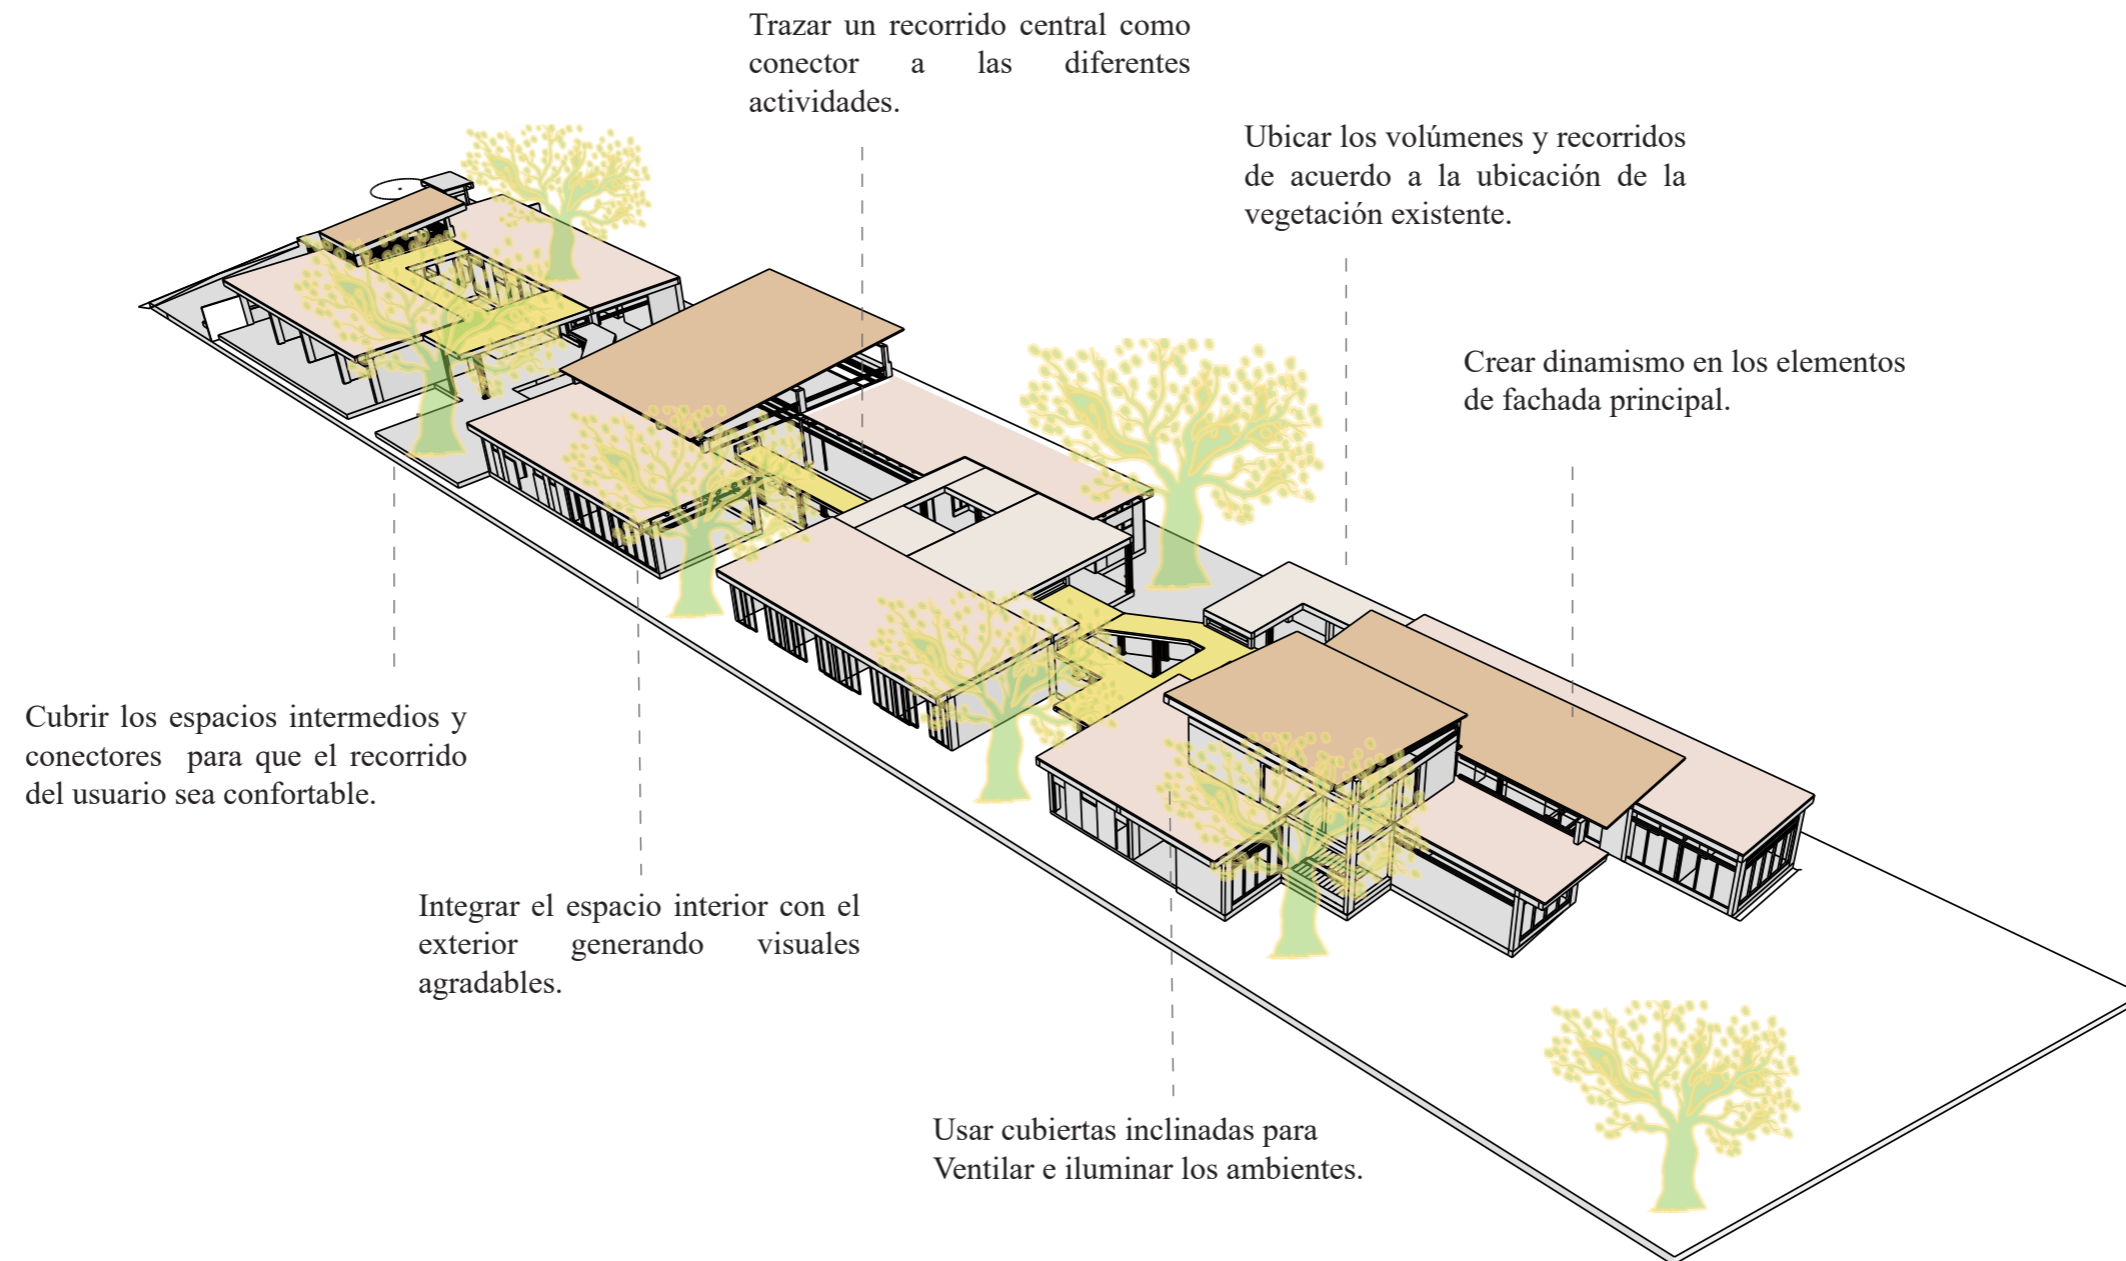 Trazar un recorrido central como
conector a las diferentes
actividades.
Ubicar los volúmenes y recorridos
de acuerdo a la ubicación de la
vegetación existente.
Crear dinamismo en los elementos
de fachada principal.
Cubrir los espacios intermedios y
conectores para que el recorrido
del usuario sea confortable.
Integrar el espacio interior con el
exterior generando visuales
agradables.
Usar cubiertas inclinadas para
Ventilar e iluminar los ambientes.